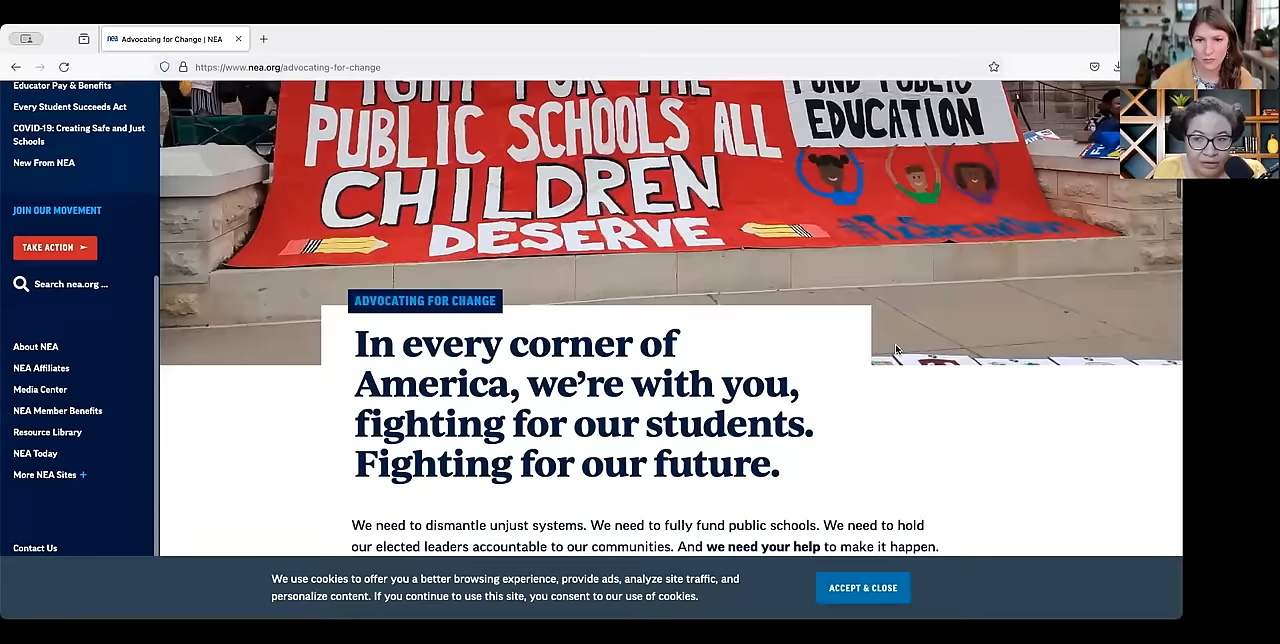 nea Advocating for Change | NEA
https://www.nea.org/advocating-for-change
Educator Pay & Benefits
Every Student Succeeds Act
COVID-19: Creating Safe and Just
Schools
New From NEA
JOIN OUR MOVEMENT
TAKE ACTION
Search nea.org ...
About NEA
NEA Affiliates
Media Center
NEA Member Benefits
Resource Library
NEA Today
More NEA Sites +
Contact Us
FIGHT FOR THE
PUBLIC SCHOOLS ALL
CHILDREN
DESERVE
FUND PUBLIC
EDUCATION
ADVOCATING FOR CHANGE
In every corner of
America, we’re with you,
fighting for our students.
Fighting for our future.
We need to dismantle unjust systems. We need to fully fund public schools. We need to hold
our elected leaders accountable to our communities. And we need your help to make it happen.
We use cookies to offer you a better browsing experience, provide ads, analyze site traffic, and
personalize content. If you continue to use this site, you consent to our use of cookies.
ACCEPT & CLOSE